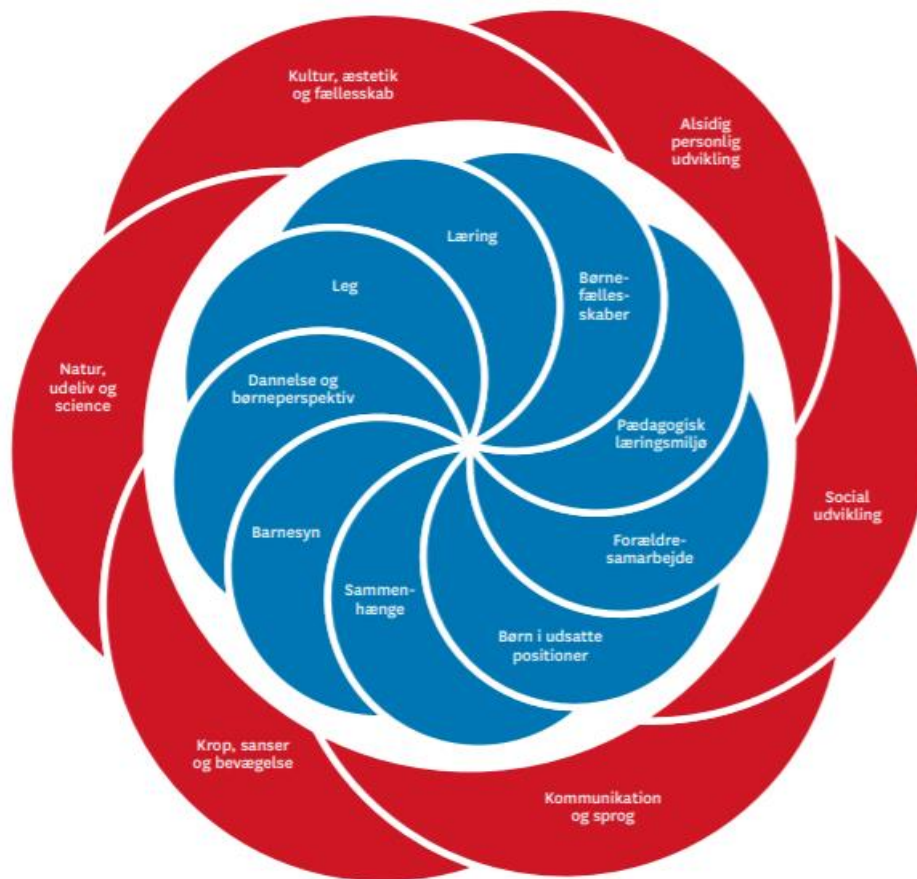 Kultur, æstetik
og fællesskab
Alsidig
personlig
udvikling
Læring
Børne-
fælles-
skaber
Leg
Natur,
udeliv og
science
Dannelse og
børneperspektiv
Pædagogisk
læringsmiljø
Social
udvikling
Barnesyn
Forældre-
samarbejde
Sammen-
hænge
Børn i udsatte
positioner
Krop, sanser
og bevægelse
Kommunikation
og sprog